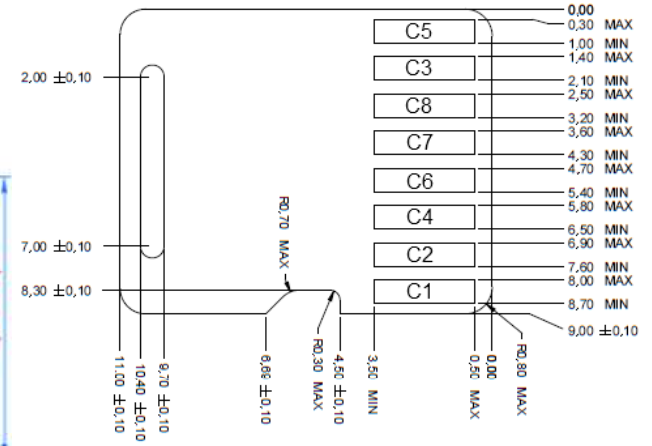 0,00
0,30 MAX
C5
1,00 MIN
1,40 MAX
C3
2,00 ±0,10
2,10 MIN
2,50 MAX
C8
3,20 MIN
3,60 MAX
C7
4,30 MIN
4,70 MAX
C6
5,40 MIN
5,80 MAX
C4
6,50 MIN
6,90 MAX
C2
7,00 ±0,10
7,60 MIN
8,00 MAX
C1
8,30 ±0,10
8,70 MIN
9,00 ±0,10
R0,70 MAX
R0,30 MAX
R0,80 MAX
11,00 ±0,10
10,40 ±0,10
9,70 ±0,10
6,68 ±0,10
4,50 ±0,10
3,50 MIN
0,50 MAX
0,00